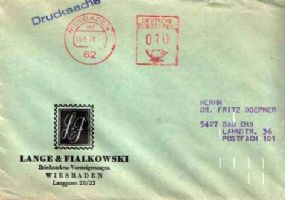 Drucksache
WIESBADEN
62
DEUTSCHE
BUNDESPOST
010
HERRN
DR. FRITZ DOEPNER
5427 BAD EMS
LAHNSTR. 36
POSTFACH 101
LANGE & FIALKOWSKI
Briefmarken-Versteigerungen
WIESBADEN
Langgasse 20/23